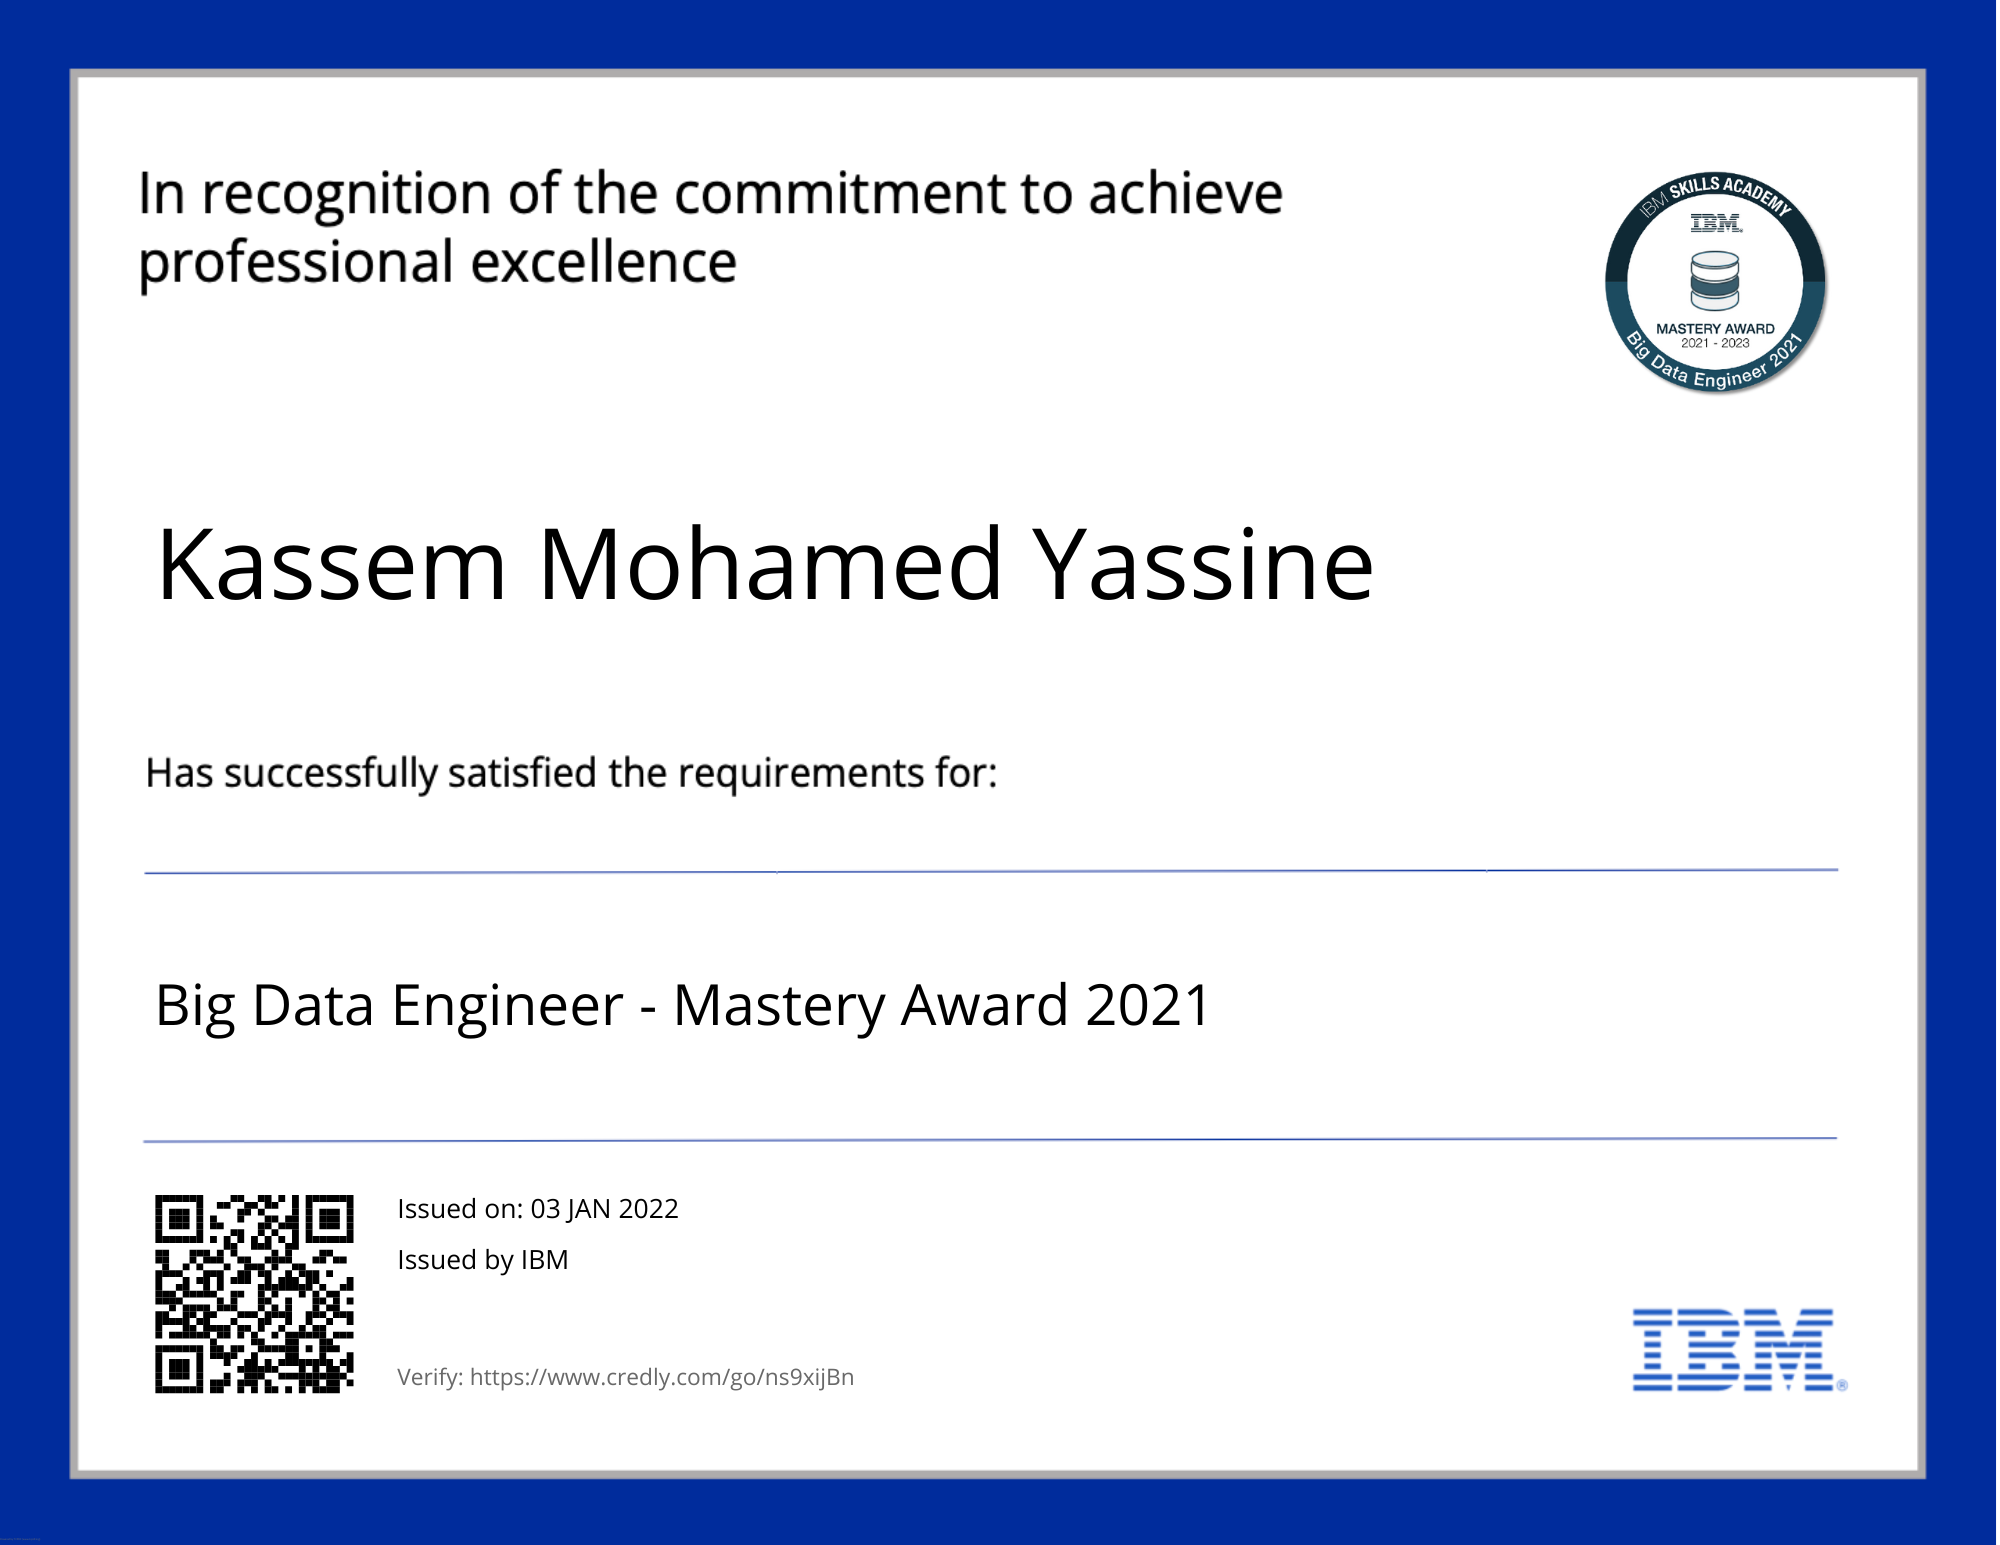 In recognition of the commitment to achieve
professional excellence
IBM SKILLS ACADEMY
IBM.
MASTERY AWARD
2021 - 2023
Big Data Engineer 2021
Kassem Mohamed Yassine
Has successfully satisfied the requirements for:
Big Data Engineer - Mastery Award 2021
Issued on: 03 JAN 2022
Issued by IBM
Verify: https://www.credly.com/go/ns9xijBn
IBM®